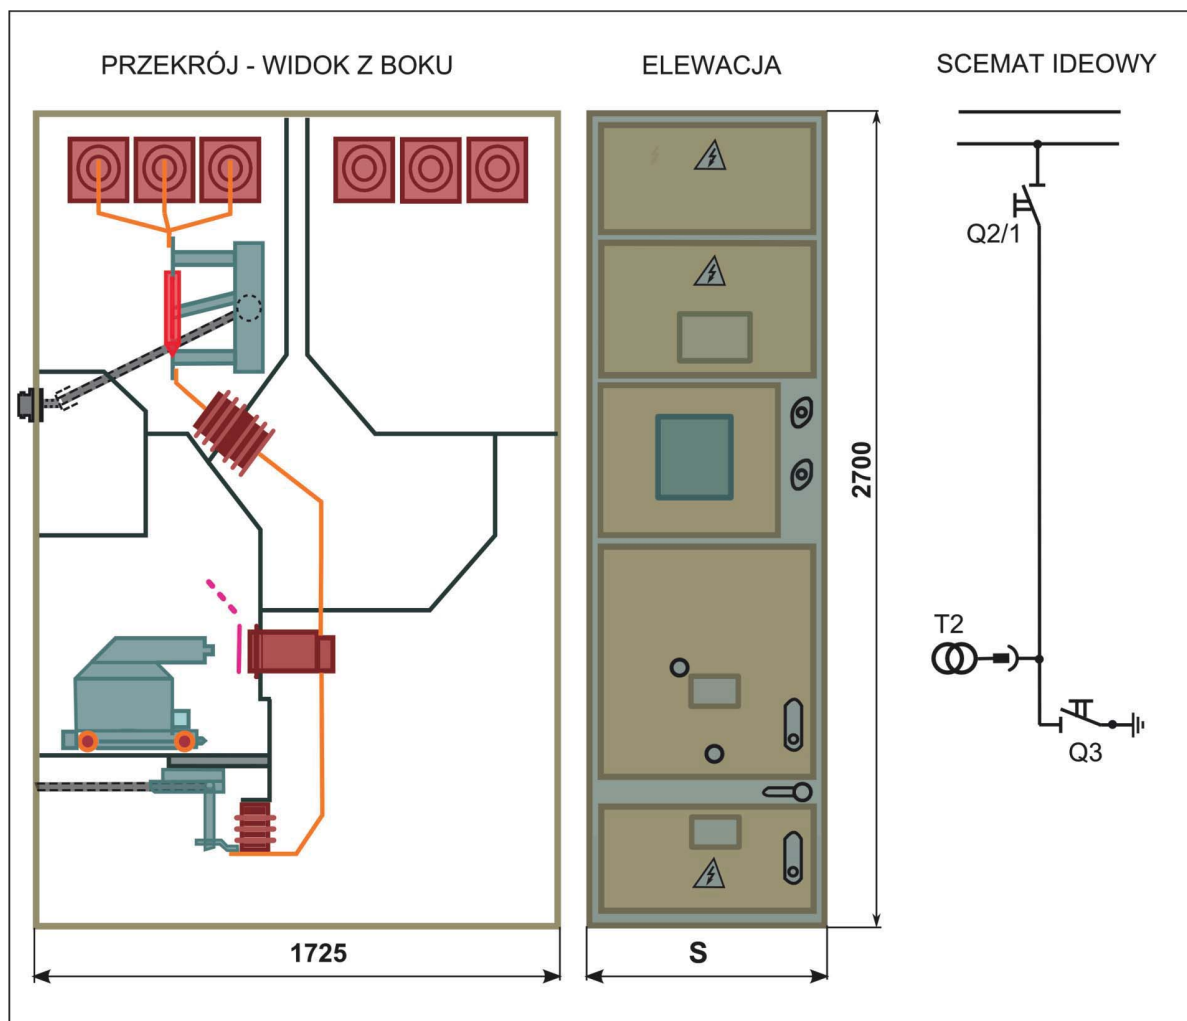 PRZEKRÓJ - WIDOK Z BOKU
ELEWACJA
SCEMAT IDEOWY
Q2/1
2700
T2
Q3
1725
S